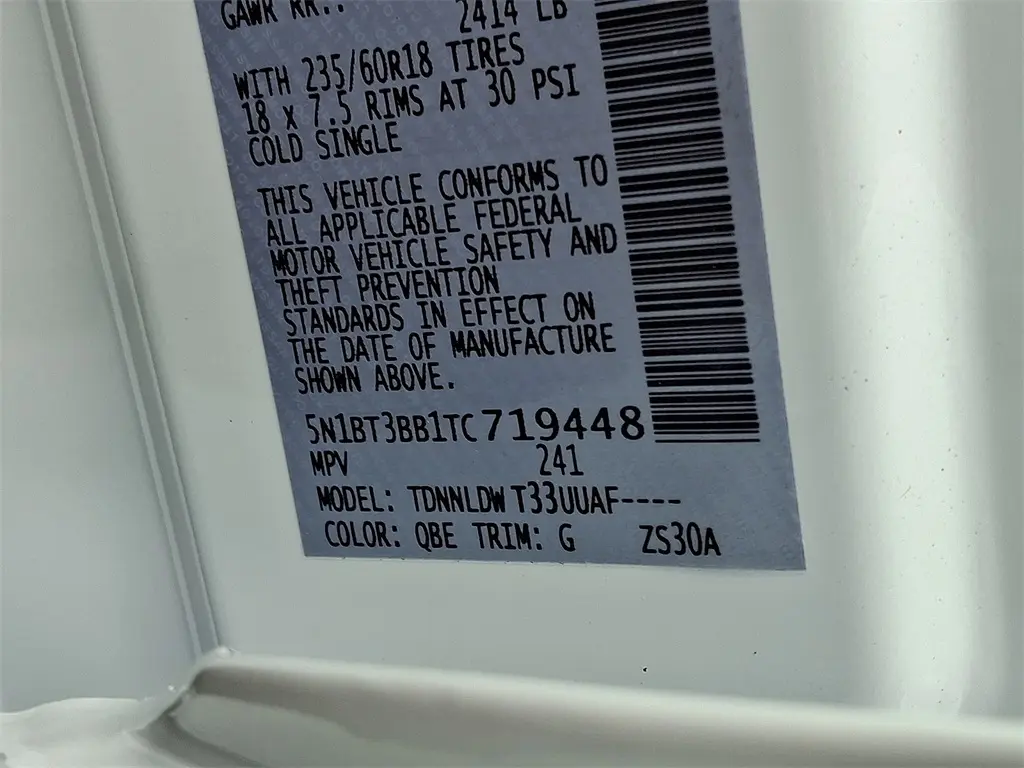 GAWR RR.: 2414 LB
WITH 235/60R18 TIRES
18 x 7.5 RIMS AT 30 PSI
COLD SINGLE
THIS VEHICLE CONFORMS TO
ALL APPLICABLE FEDERAL
MOTOR VEHICLE SAFETY AND
THEFT PREVENTION
STANDARDS IN EFFECT ON
THE DATE OF MANUFACTURE
SHOWN ABOVE.
5N1BT3BB1TC719448
MPV 241
MODEL: TDNNLDW T33UUAF----
COLOR: QBE TRIM: G ZS30A